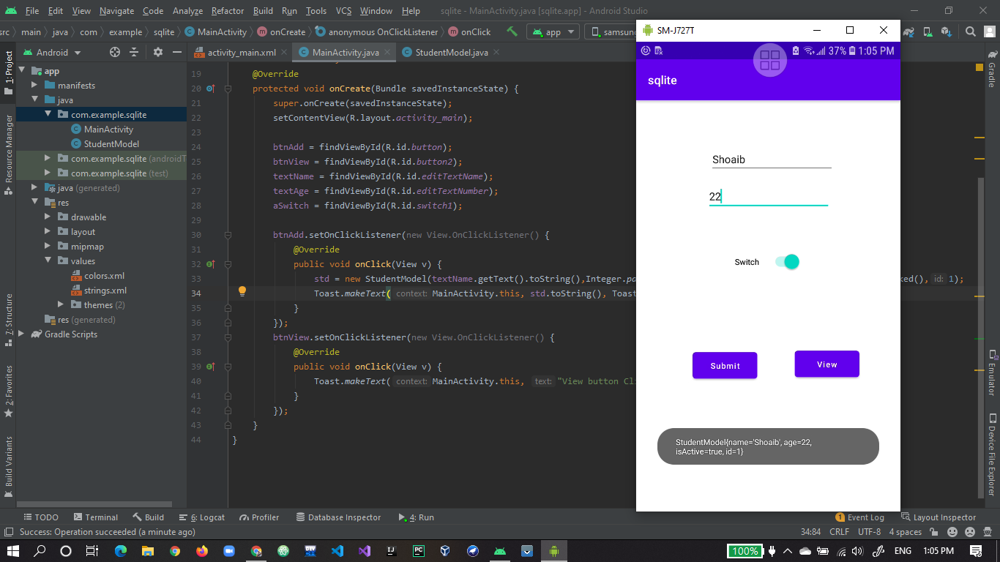 File Edit View Navigate Code Analyze Refactor Build Run Tools VCS Window Help sqlite - MainActivity.java [sqlite.app] - Android Studio
src main java com example sqlite MainActivity onCreate anonymous OnClickListener onClick app samsung
Android
activity_main.xml MainActivity.java StudentModel.java
1: Project
Resource Manager
7: Structure
2: Favorites
Build Variants
app
manifests
java
com.example.sqlite
MainActivity
StudentModel
com.example.sqlite (androidT
com.example.sqlite (test)
java (generated)
res
drawable
layout
mipmap
values
colors.xml
strings.xml
themes (2)
res (generated)
Gradle Scripts
19 @Override
20 protected void onCreate(Bundle savedInstanceState) {
21 super.onCreate(savedInstanceState);
22 setContentView(R.layout.activity_main);
23
24 btnAdd = findViewById(R.id.button);
25 btnView = findViewById(R.id.button2);
26 textName = findViewById(R.id.editTextName);
27 textAge = findViewById(R.id.editTextNumber);
28 aSwitch = findViewById(R.id.switch1);
29
30 btnAdd.setOnClickListener(new View.OnClickListener() {
31 @Override
32 public void onClick(View v) {
33 std = new StudentModel(textName.getText().toString(),Integer.pa ked(), id: 1);
34 Toast.makeText( context: MainActivity.this, std.toString(), Toast
35 }
36 });
37 btnView.setOnClickListener(new View.OnClickListener() {
38 @Override
39 public void onClick(View v) {
40 Toast.makeText( context: MainActivity.this, text: "View button Cl
41 }
42 });
43 }
44 }
SM-J727T
37% 1:05 PM
sqlite
Shoaib
22
Switch
Submit View
StudentModel{name='Shoaib', age=22,
isActive=true, id=1}
Gradle
Emulator
Device File Explorer
TODO Terminal Build 6: Logcat Profiler Database Inspector 4: Run 1 Event Log Layout Inspector
Success: Operation succeeded (a minute ago) 34:84 CRLF UTF-8 4 spaces
100% ENG 1:05 PM